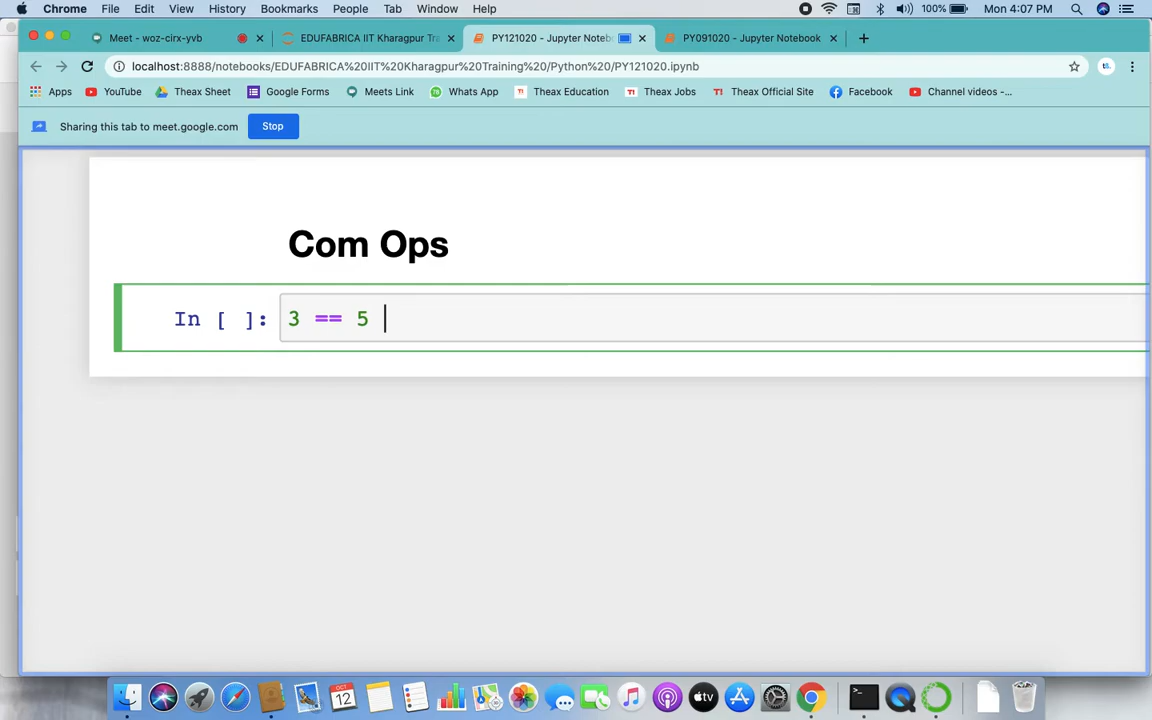 Chrome File Edit View History Bookmarks People Tab Window Help 100% Mon 4:07 PM
Meet - woz-cirx-yvb EDUFABRICA IIT Kharagpur Tra PY121020 - Jupyter Noteb PY091020 - Jupyter Notebook
localhost:8888/notebooks/EDUFABRICA%20IIT%20Kharagpur%20Training%20/Python%20/PY121020.ipynb
Apps YouTube Theax Sheet Google Forms Meets Link Whats App Theax Education Theax Jobs Theax Official Site Facebook Channel videos -...
Sharing this tab to meet.google.com Stop
Com Ops
In [ ]: 3 == 5
OCT
12